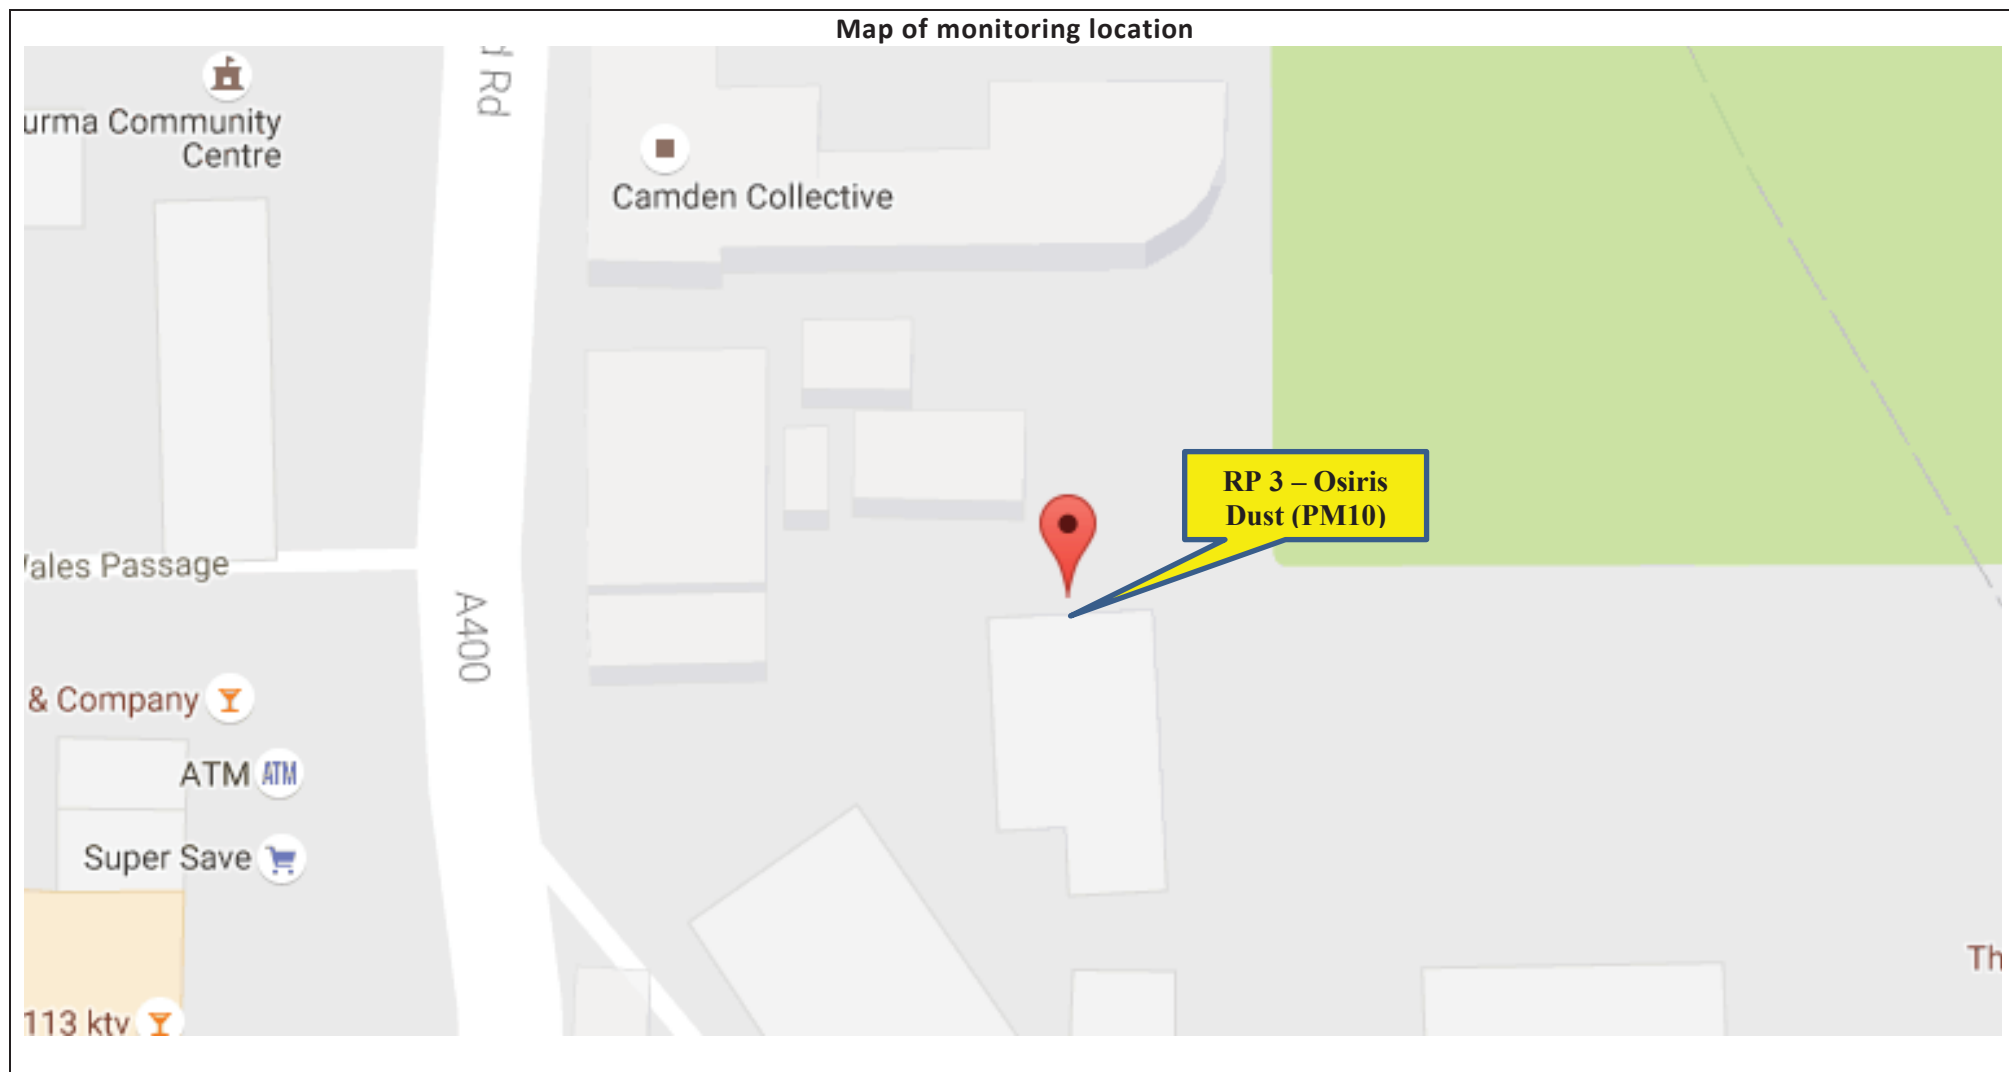 Map of monitoring location
d Rd
urma Community
Centre
Camden Collective
RP 3 – Osiris
Dust (PM10)
Vales Passage
A400
& Company
ATM ATM
Super Save
Th
113 ktv